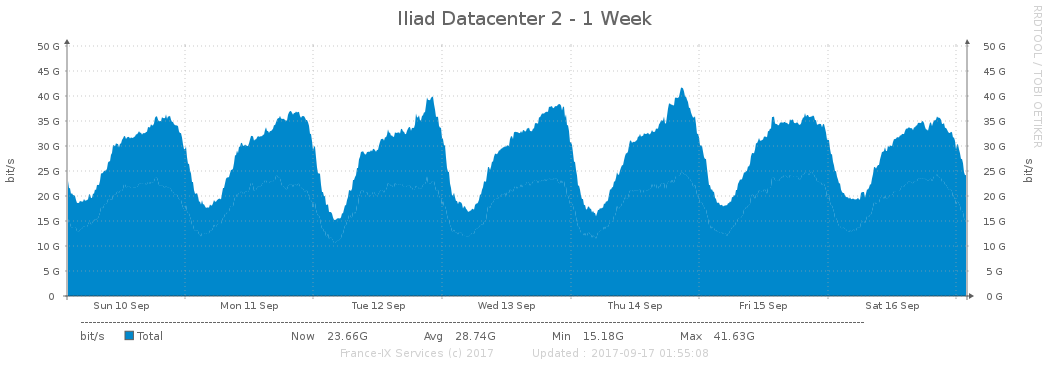 Iliad Datacenter 2 - 1 Week
RRDTOOL / TOBI OETIKER
bit/s
50 G 50 G
45 G 45 G
40 G 40 G
35 G 35 G
30 G 30 G
25 G 25 G
20 G 20 G
15 G 15 G
10 G 10 G
5 G 5 G
0 0 G
bit/s
Sun 10 Sep Mon 11 Sep Tue 12 Sep Wed 13 Sep Thu 14 Sep Fri 15 Sep Sat 16 Sep
bit/s Total Now 23.66G Avg 28.74G Min 15.18G Max 41.63G
France-IX Services (c) 2017 Updated : 2017-09-17 01:55:08